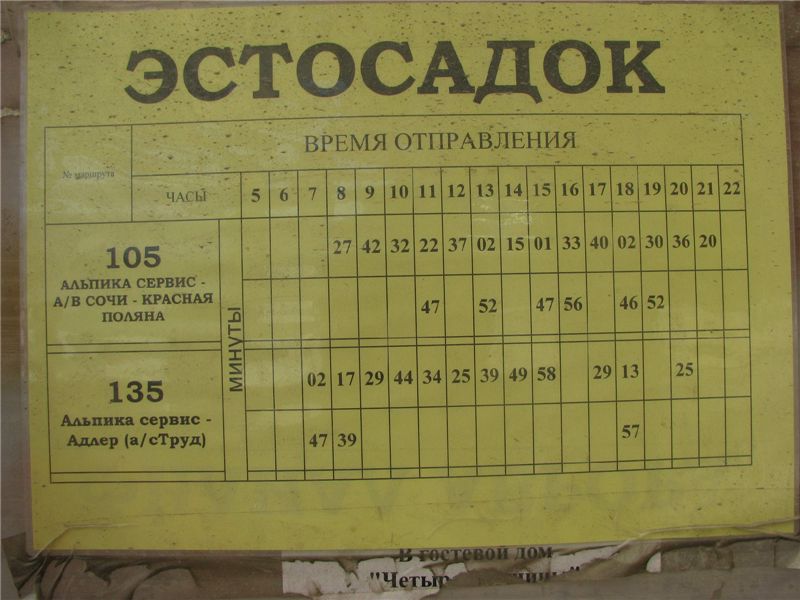 ЭСТОСАДОК
ВРЕМЯ ОТПРАВЛЕНИЯ
№ маршрута
ЧАСЫ 5 6 7 8 9 10 11 12 13 14 15 16 17 18 19 20 21 22
105
АЛЬПИКА СЕРВИС -
А/В СОЧИ - КРАСНАЯ
ПОЛЯНА
МИНУТЫ
27 42 32 22 37 02 15 01 33 40 02 30 36 20
47 52 47 56 46 52
135
Альпика сервис -
Адлер (а/сТруд)
02 17 29 44 34 25 39 49 58 29 13 25
47 39 57
В гостевой дом